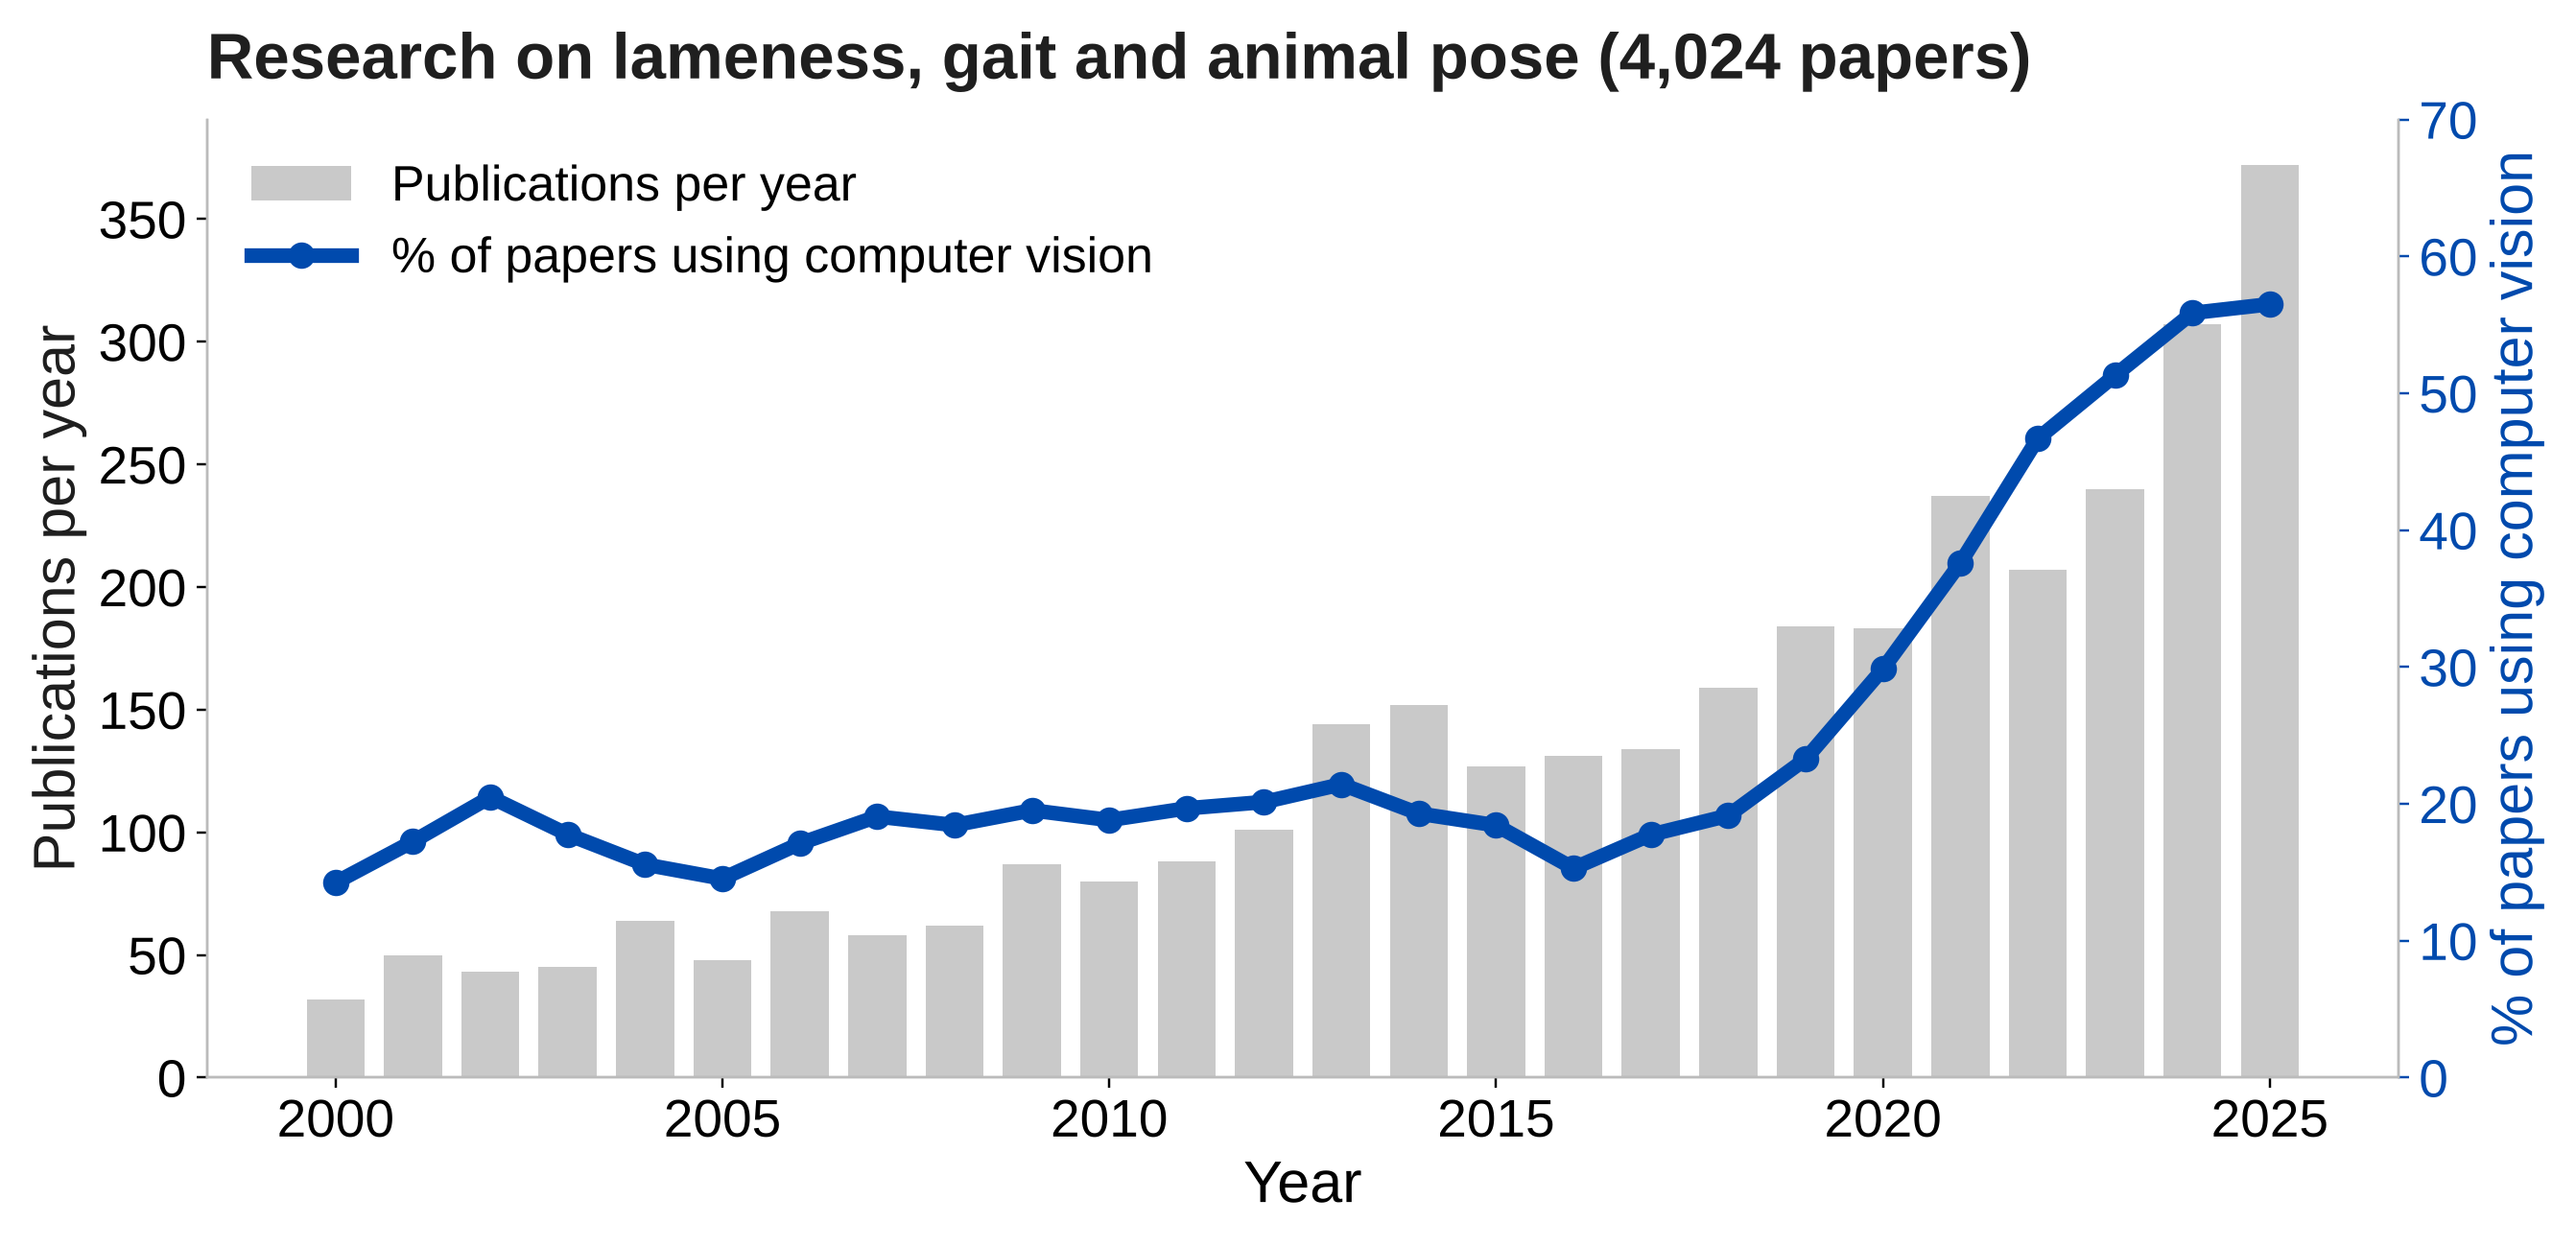 Research on lameness, gait and animal pose (4,024 papers)
Publications per year
% of papers using computer vision
Publications per year
350
300
250
200
150
100
50
0
70
60
50
40
30
20
10
0
% of papers using computer vision
2000 2005 2010 2015 2020 2025
Year